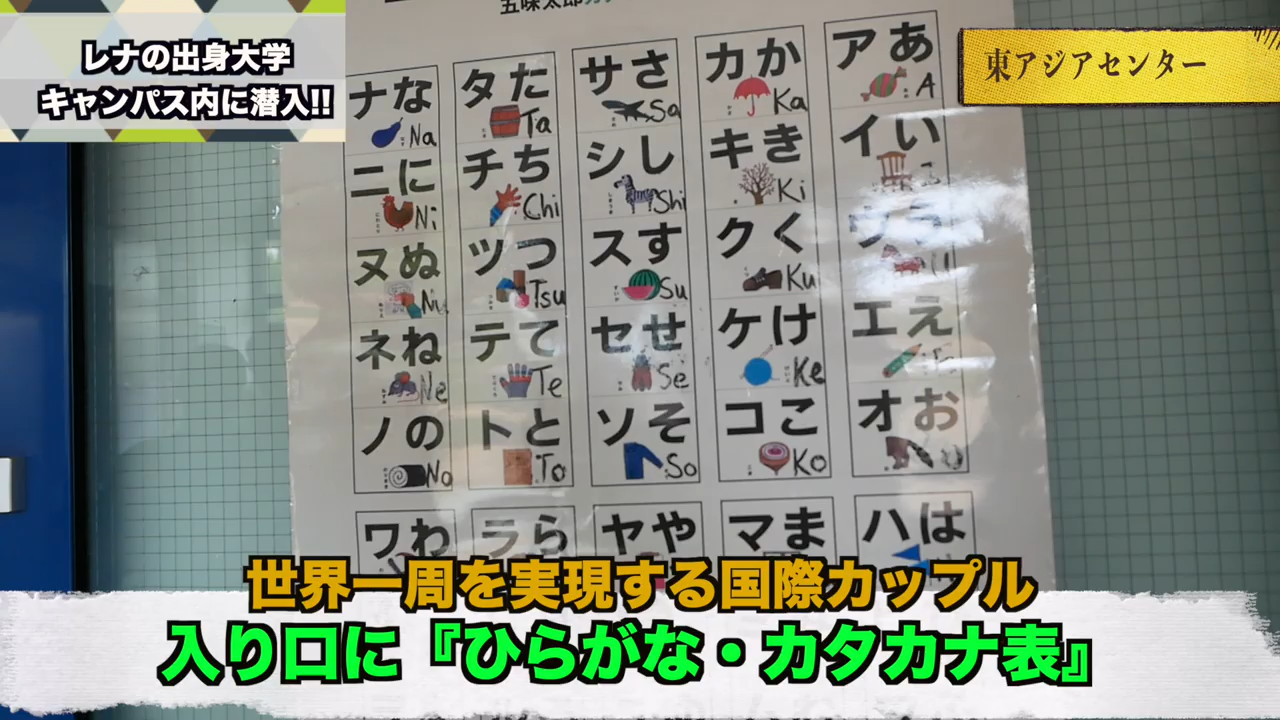 レナの出身大学
キャンパス内に潜入!!
東アジアセンター
五味太郎
ナな タた サさ カか アあ
Na Ta Sa Ka A
ニに チち シし キき イい
Ni Chi Shi Ki
ヌぬ ツつ スす クく ウう
Nu Tsu Su Ku U
ネね テて セせ ケけ エえ
Ne Te Se Ke
ノの トと ソそ コこ オお
No To So Ko
ワわ ラら ヤや マま ハは
世界一周を実現する国際カップル
入り口に『ひらがな・カタカナ表』